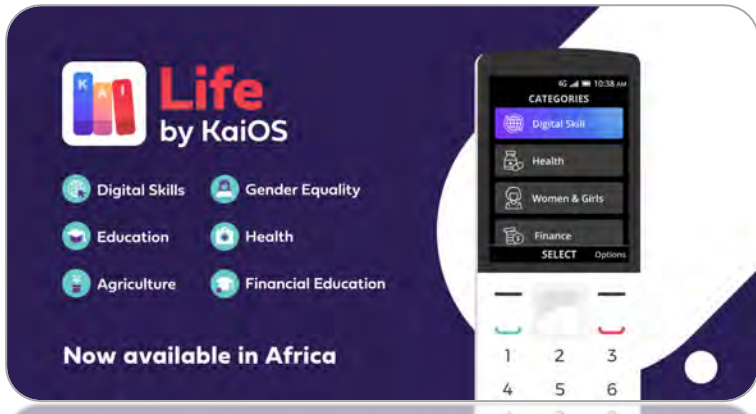 K A I
Life
by KaiOS
Digital Skills
Gender Equality
Education
Health
Agriculture
Financial Education
Now available in Africa
4G 10:38 AM
CATEGORIES
Digital Skill
Health
Women & Girls
Finance
SELECT Options
1 2 3
4 5 6